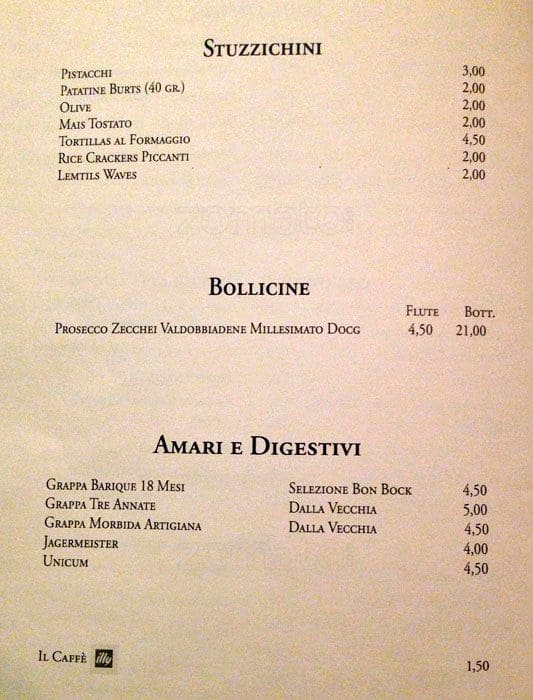 Stuzzichini
Pistacchi 3,00
Patatine Burts (40 gr.) 2,00
Olive 2,00
Mais Tostato 2,00
Tortillas al Formaggio 4,50
Rice Crackers Piccanti 2,00
Lemtils Waves 2,00
zomato
Bollicine
Flute Bott.
Prosecco Zecchei Valdobbiadene Millesimato Docg 4,50 21,00
Amari e Digestivi
Grappa Barique 18 Mesi Selezione Bon Bock 4,50
Grappa Tre Annate Dalla Vecchia 5,00
Grappa Morbida Artigiana Dalla Vecchia 4,50
Jagermeister 4,00
Unicum 4,50
Il Caffè illy 1,50